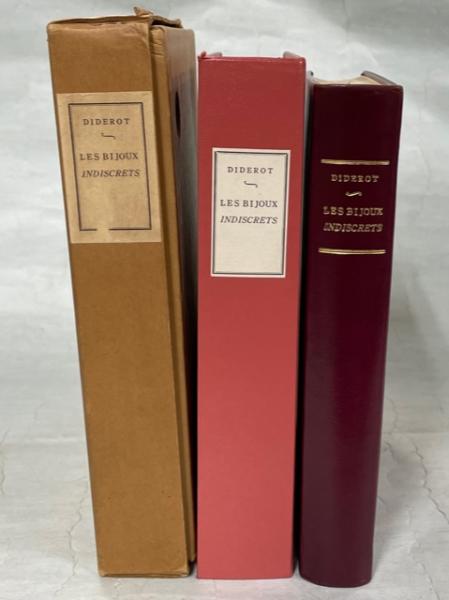 DIDEROT
LES BIJOUX
INDISCRETS
DIDEROT
LES BIJOUX
INDISCRETS
DIDEROT
LES BIJOUX
INDISCRETS